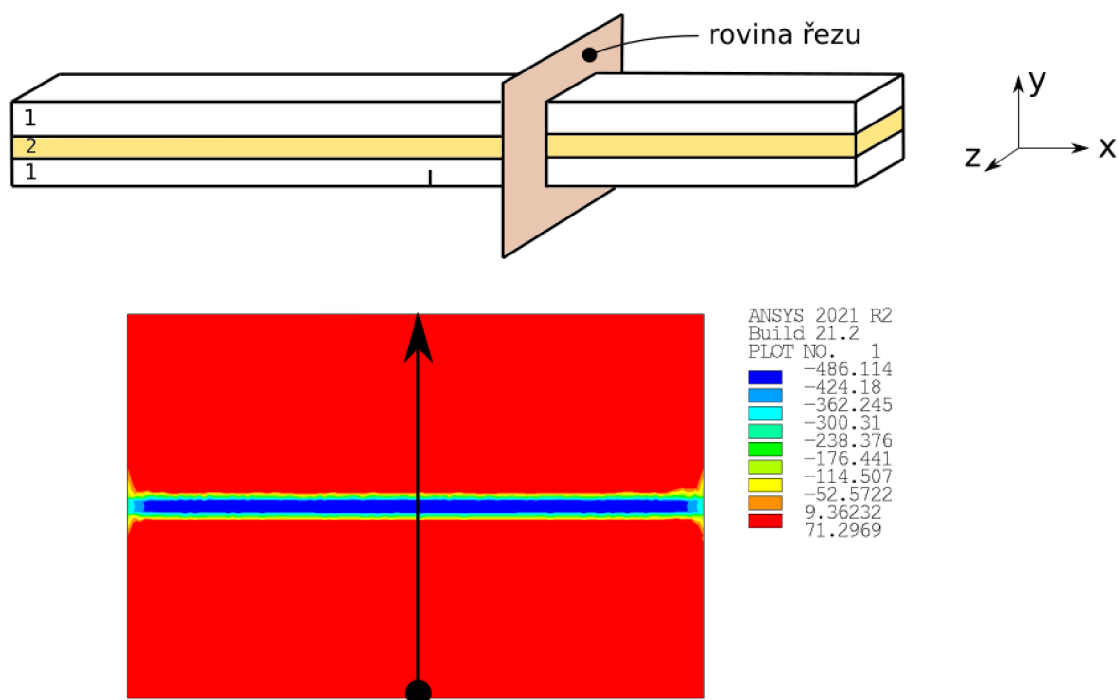 rovina řezu
1
2
1
y
z
x
ANSYS 2021 R2
Build 21.2
PLOT NO. 1
-486.114
-424.18
-362.245
-300.31
-238.376
-176.441
-114.507
-52.5722
9.36232
71.2969